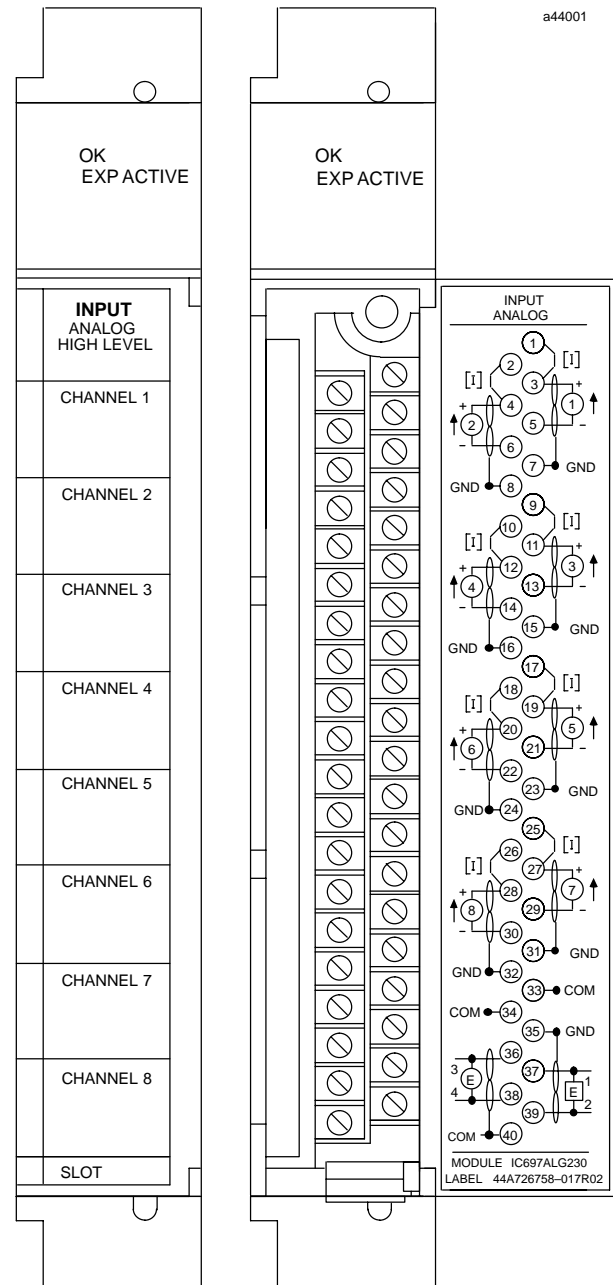 a44001
OK
EXP ACTIVE
OK
EXP ACTIVE
INPUT
ANALOG
HIGH LEVEL
CHANNEL 1
CHANNEL 2
CHANNEL 3
CHANNEL 4
CHANNEL 5
CHANNEL 6
CHANNEL 7
CHANNEL 8
SLOT
INPUT
ANALOG
1
2 [I]
[I] 3 +
+ 4 1
2 5 –
– 6
7 GND
GND 8
9
10 [I]
[I] 11 +
+ 12 3
4 13 –
– 14
15 GND
GND 16
17
18 [I]
[I] 19 +
+ 20 5
6 21 –
– 22
23 GND
GND 24
25
26 [I]
[I] 27 +
+ 28 7
8 29 –
– 30
31 GND
GND 32
33 COM
COM 34
35 GND
36
3 E 37 1
4 38 E
39 2
COM 40
MODULE IC697ALG230
LABEL 44A726758–017R02